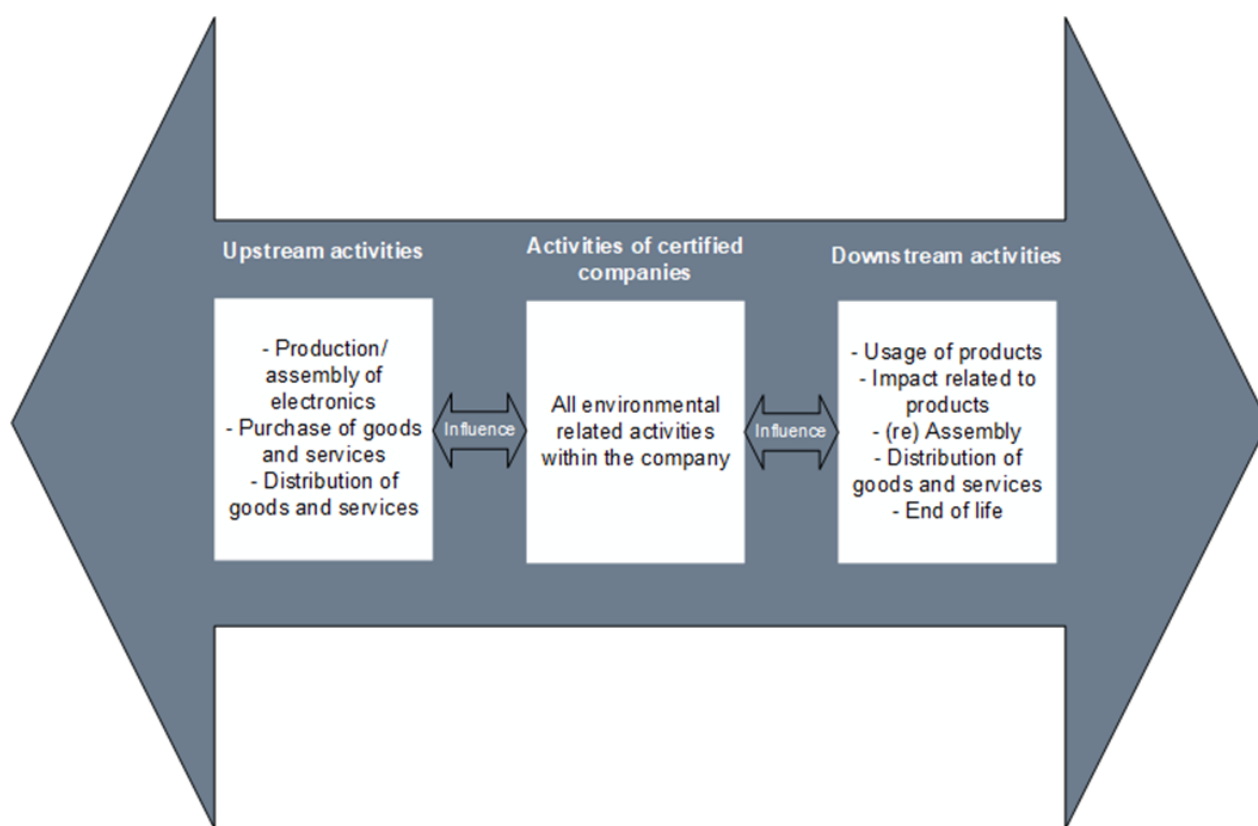 Upstream activities
Activities of certified
companies
Downstream activities
- Production/
assembly of
electronics
- Purchase of goods
and services
- Distribution of
goods and services
Influence
All environmental
related activities
within the company
Influence
- Usage of products
- Impact related to
products
- (re) Assembly
- Distribution of
goods and services
- End of life